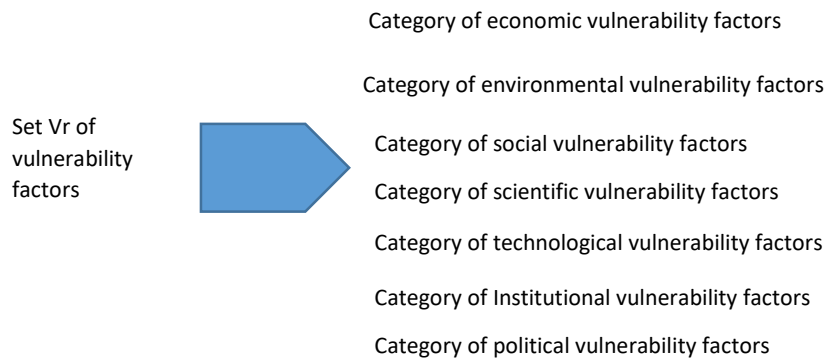 Set Vr of
vulnerability
factors
Category of economic vulnerability factors
Category of environmental vulnerability factors
Category of social vulnerability factors
Category of scientific vulnerability factors
Category of technological vulnerability factors
Category of Institutional vulnerability factors
Category of political vulnerability factors